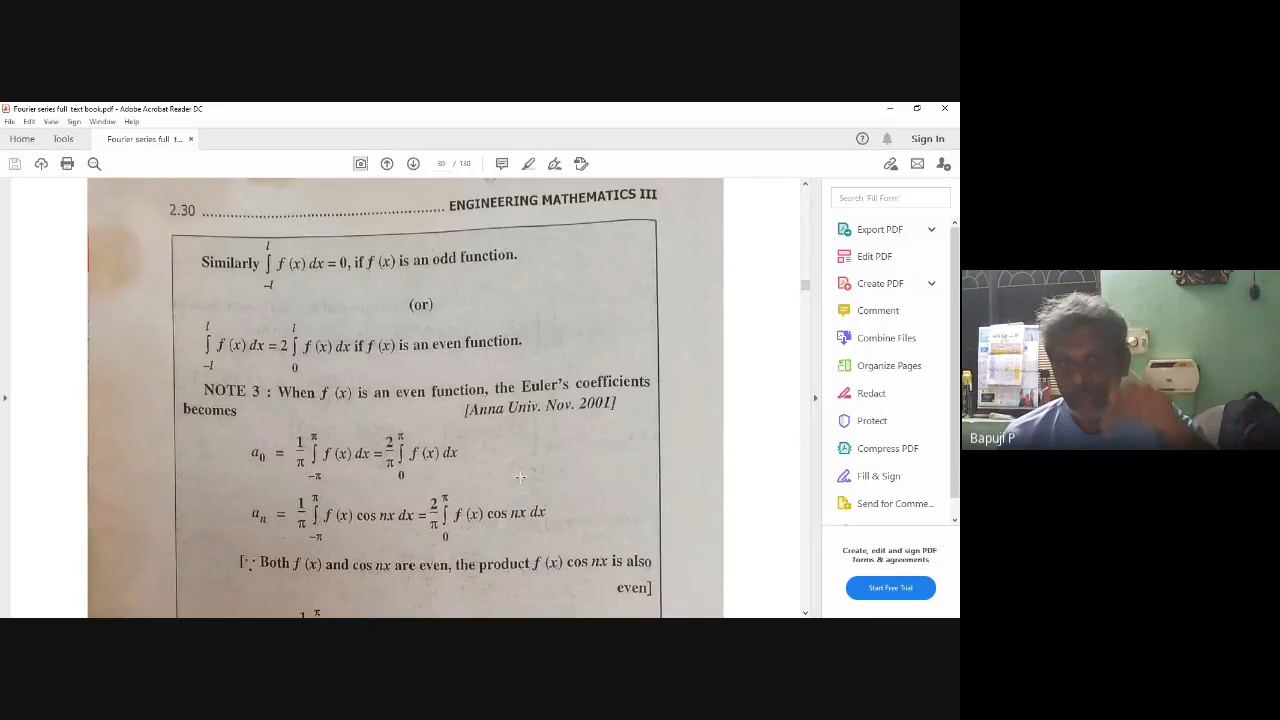 Fourier series full text book.pdf - Adobe Acrobat Reader DC
File Edit View Sign Window Help
Home Tools Fourier series full t... × Sign In
30 / 130
2.30 ENGINEERING MATHEMATICS III
Similarly ∫_{-l}^{l} f (x) dx = 0, if f (x) is an odd function.
(or)
∫_{-l}^{l} f (x) dx = 2 ∫_{0}^{l} f (x) dx if f (x) is an even function.
NOTE 3 : When f (x) is an even function, the Euler's coefficients
becomes [Anna Univ. Nov. 2001]
a₀ = 1/π ∫_{-π}^{π} f (x) dx = 2/π ∫_{0}^{π} f (x) dx
aₙ = 1/π ∫_{-π}^{π} f (x) cos nx dx = 2/π ∫_{0}^{π} f (x) cos nx dx
[∵ Both f (x) and cos nx are even, the product f (x) cos nx is also
even]
1 π
Search 'Fill Form'
Export PDF
Edit PDF
Create PDF
Comment
Combine Files
Organize Pages
Redact
Protect
Compress PDF
Fill & Sign
Send for Comme...
Create, edit and sign PDF
forms & agreements
Start Free Trial
Bapuji P